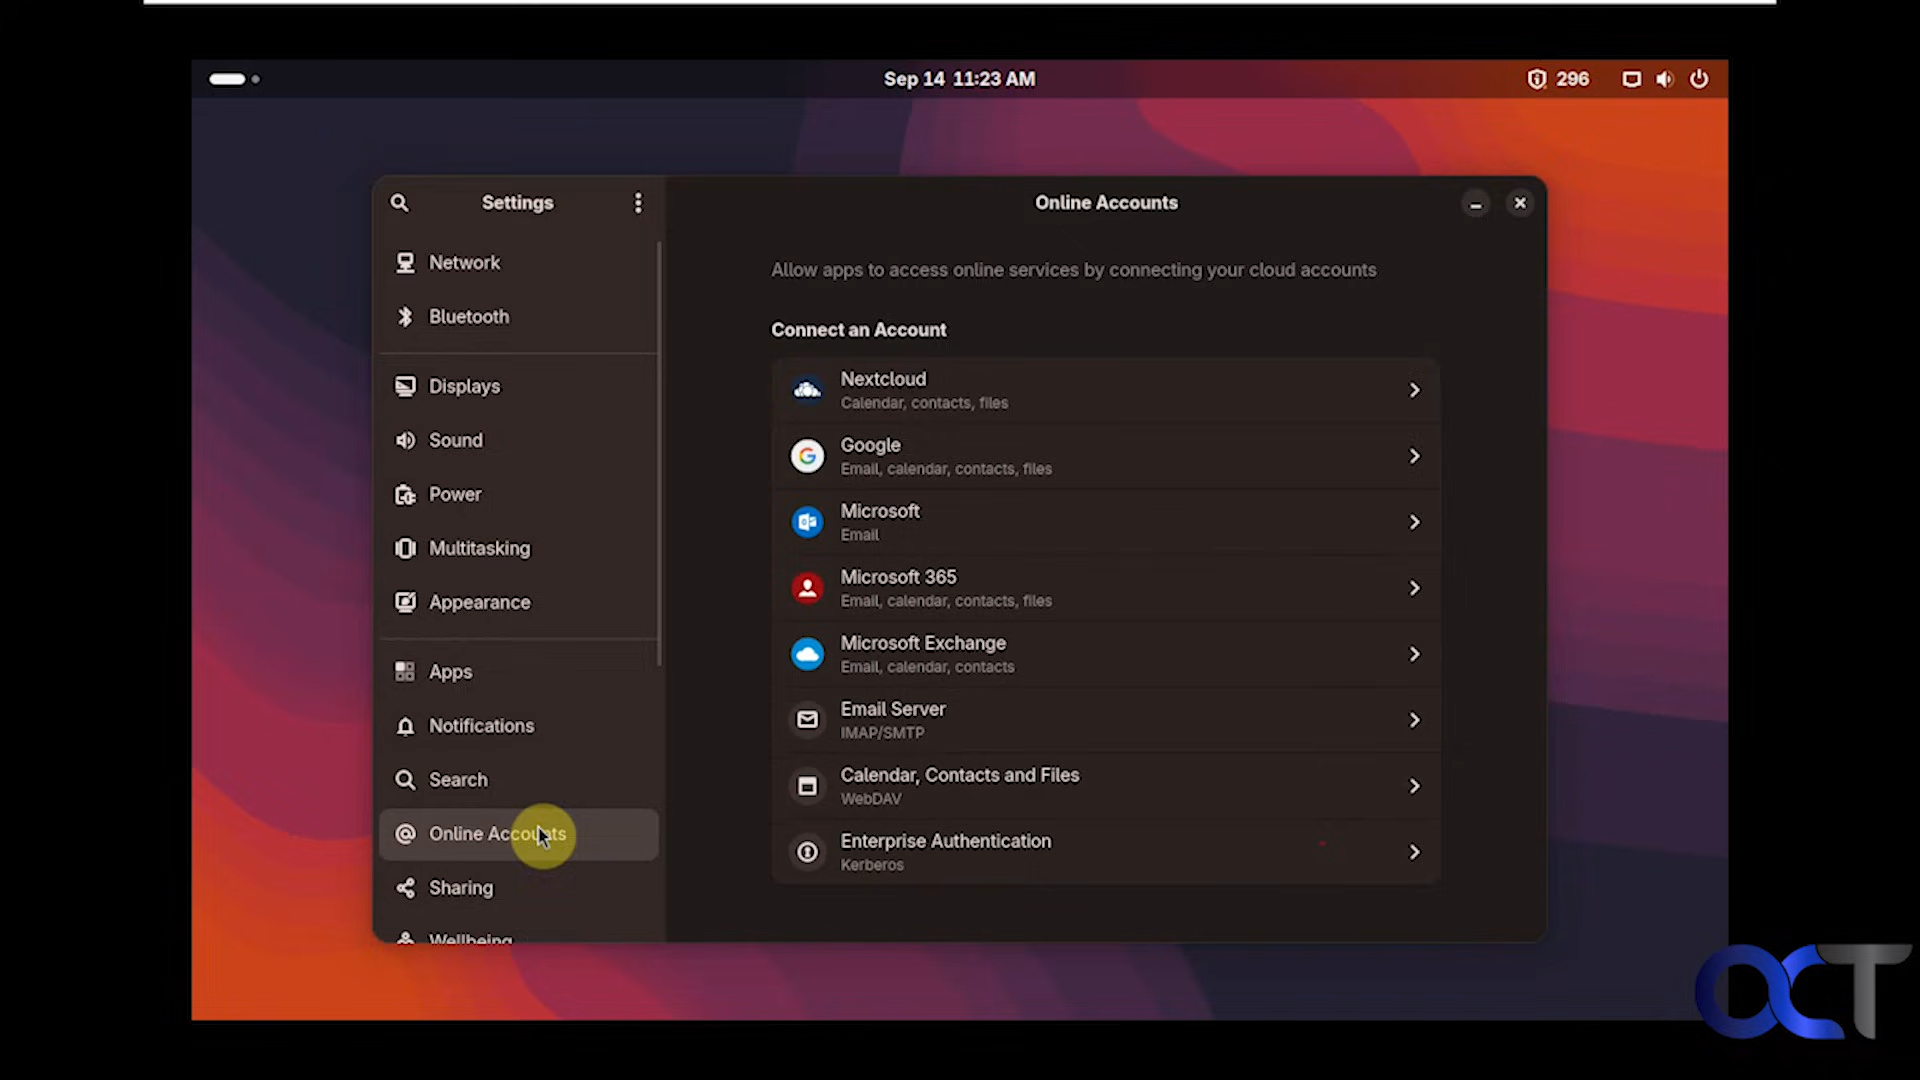 Sep 14 11:23 AM
296
Settings
Online Accounts
Network
Bluetooth
Displays
Sound
Power
Multitasking
Appearance
Apps
Notifications
Search
Online Accounts
Sharing
Wellbeing
Allow apps to access online services by connecting your cloud accounts
Connect an Account
Nextcloud
Calendar, contacts, files
Google
Email, calendar, contacts, files
Microsoft
Email
Microsoft 365
Email, calendar, contacts, files
Microsoft Exchange
Email, calendar, contacts
Email Server
IMAP/SMTP
Calendar, Contacts and Files
WebDAV
Enterprise Authentication
Kerberos
OCT